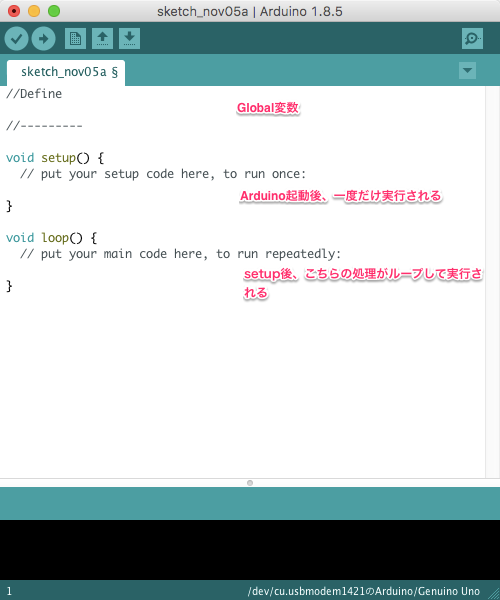 sketch_nov05a | Arduino 1.8.5
sketch_nov05a §
//Define
Global変数
//---------
void setup() {
// put your setup code here, to run once:
Arduino起動後、一度だけ実行される
}
void loop() {
// put your main code here, to run repeatedly:
setup後、こちらの処理がループして実行さ
れる
}
1
/dev/cu.usbmodem1421のArduino/Genuino Uno